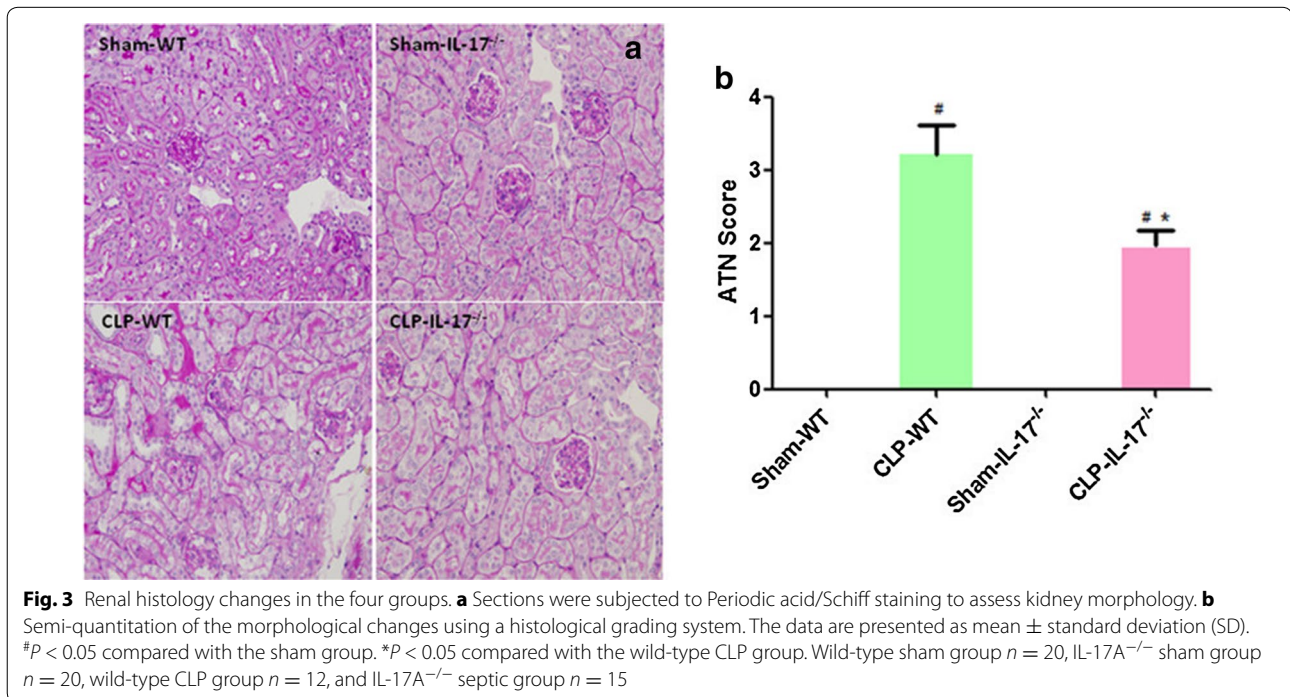 Sham-WT
Sham-IL-17-/-
a
CLP-WT
CLP-IL-17-/-
b
4
3
2
1
0
ATN Score
#
# *
Sham-WT
CLP-WT
Sham-IL-17-/-
CLP-IL-17-/-
Fig. 3 Renal histology changes in the four groups. a Sections were subjected to Periodic acid/Schiff staining to assess kidney morphology. b
Semi-quantitation of the morphological changes using a histological grading system. The data are presented as mean ± standard deviation (SD).
#P < 0.05 compared with the sham group. *P < 0.05 compared with the wild-type CLP group. Wild-type sham group n = 20, IL-17A−/− sham group
n = 20, wild-type CLP group n = 12, and IL-17A−/− septic group n = 15